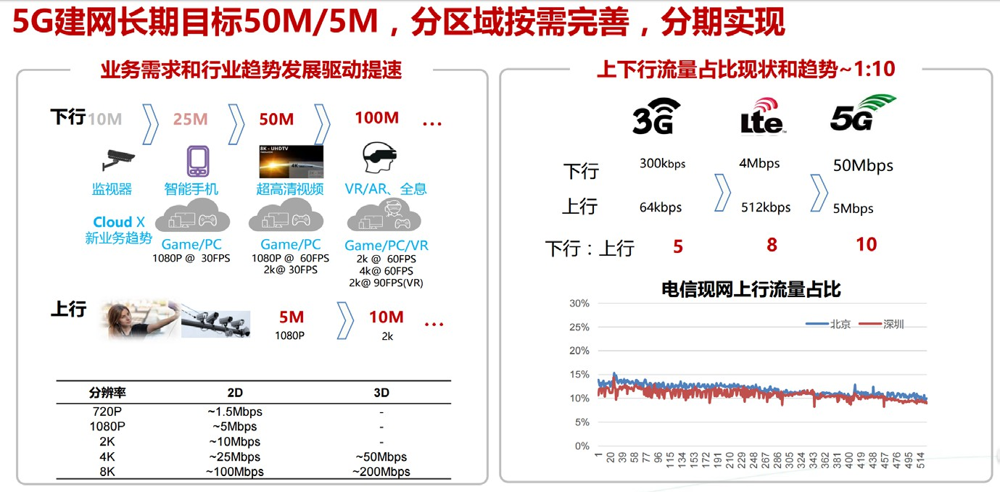 5G建网长期目标50M/5M，分区域按需完善，分期实现
业务需求和行业趋势发展驱动提速
下行 10M 25M 50M 100M ...
8K - UHDTV
4K
监视器 智能手机 超高清视频 VR/AR、全息
Cloud X
新业务趋势
Game/PC Game/PC Game/PC/VR
1080P @ 30FPS 1080P @ 60FPS 2k @ 60FPS
2k@ 30FPS 4k@ 60FPS
2k@ 90FPS(VR)
上行 5M 10M ...
1080P 2k
分辨率 2D 3D
720P ~1.5Mbps -
1080P ~5Mbps -
2K ~10Mbps -
4K ~25Mbps ~50Mbps
8K ~100Mbps ~200Mbps
上下行流量占比现状和趋势~1:10
3G Lte™ 5G
下行 300kbps 4Mbps 50Mbps
上行 64kbps 512kbps 5Mbps
下行：上行 5 8 10
电信现网上行流量占比
北京 深圳
30%
25%
20%
15%
10%
5%
0%
1 20 39 58 77 96 115 134 153 172 191 210 229 248 267 286 305 324 343 362 381 400 419 438 457 476 495 514